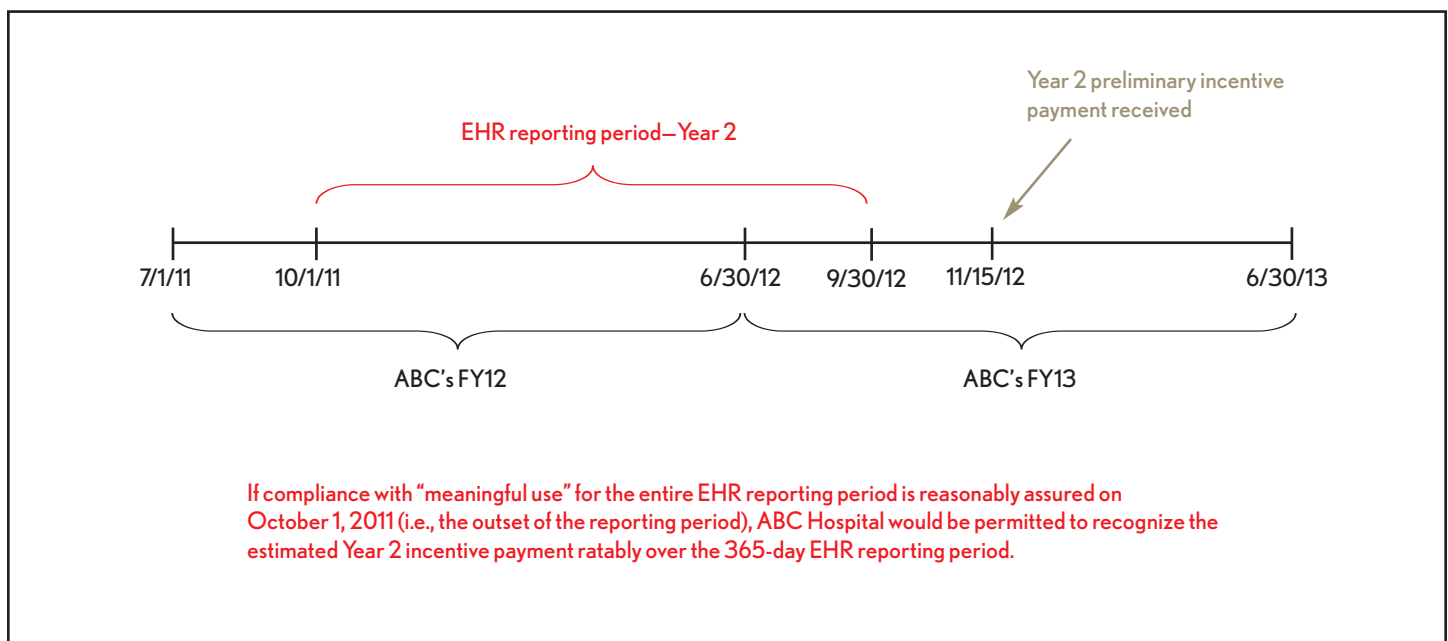 Year 2 preliminary incentive
payment received
EHR reporting period—Year 2
7/1/11 10/1/11 6/30/12 9/30/12 11/15/12 6/30/13
ABC's FY12 ABC's FY13
If compliance with “meaningful use” for the entire EHR reporting period is reasonably assured on
October 1, 2011 (i.e., the outset of the reporting period), ABC Hospital would be permitted to recognize the
estimated Year 2 incentive payment ratably over the 365-day EHR reporting period.